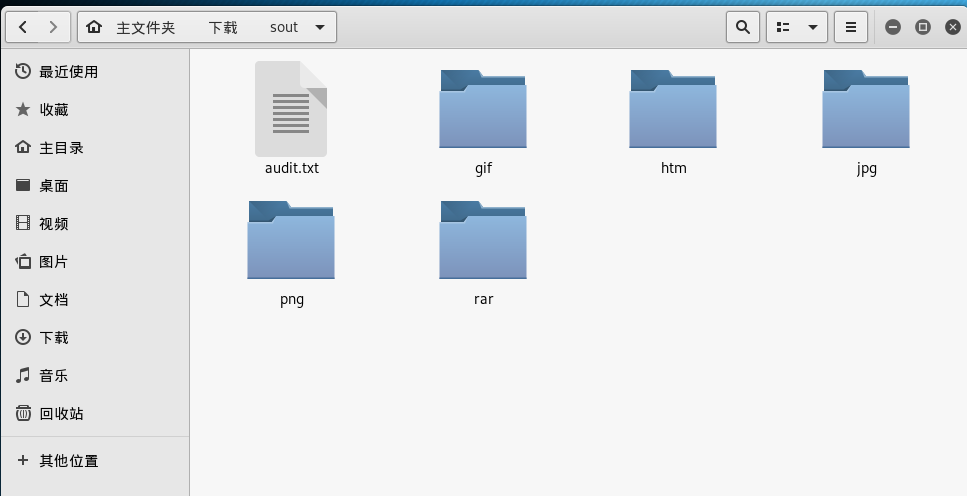 主文件夹 下载 sout
最近使用
收藏
主目录
桌面
视频
图片
文档
下载
音乐
回收站
其他位置
audit.txt gif htm jpg
png rar